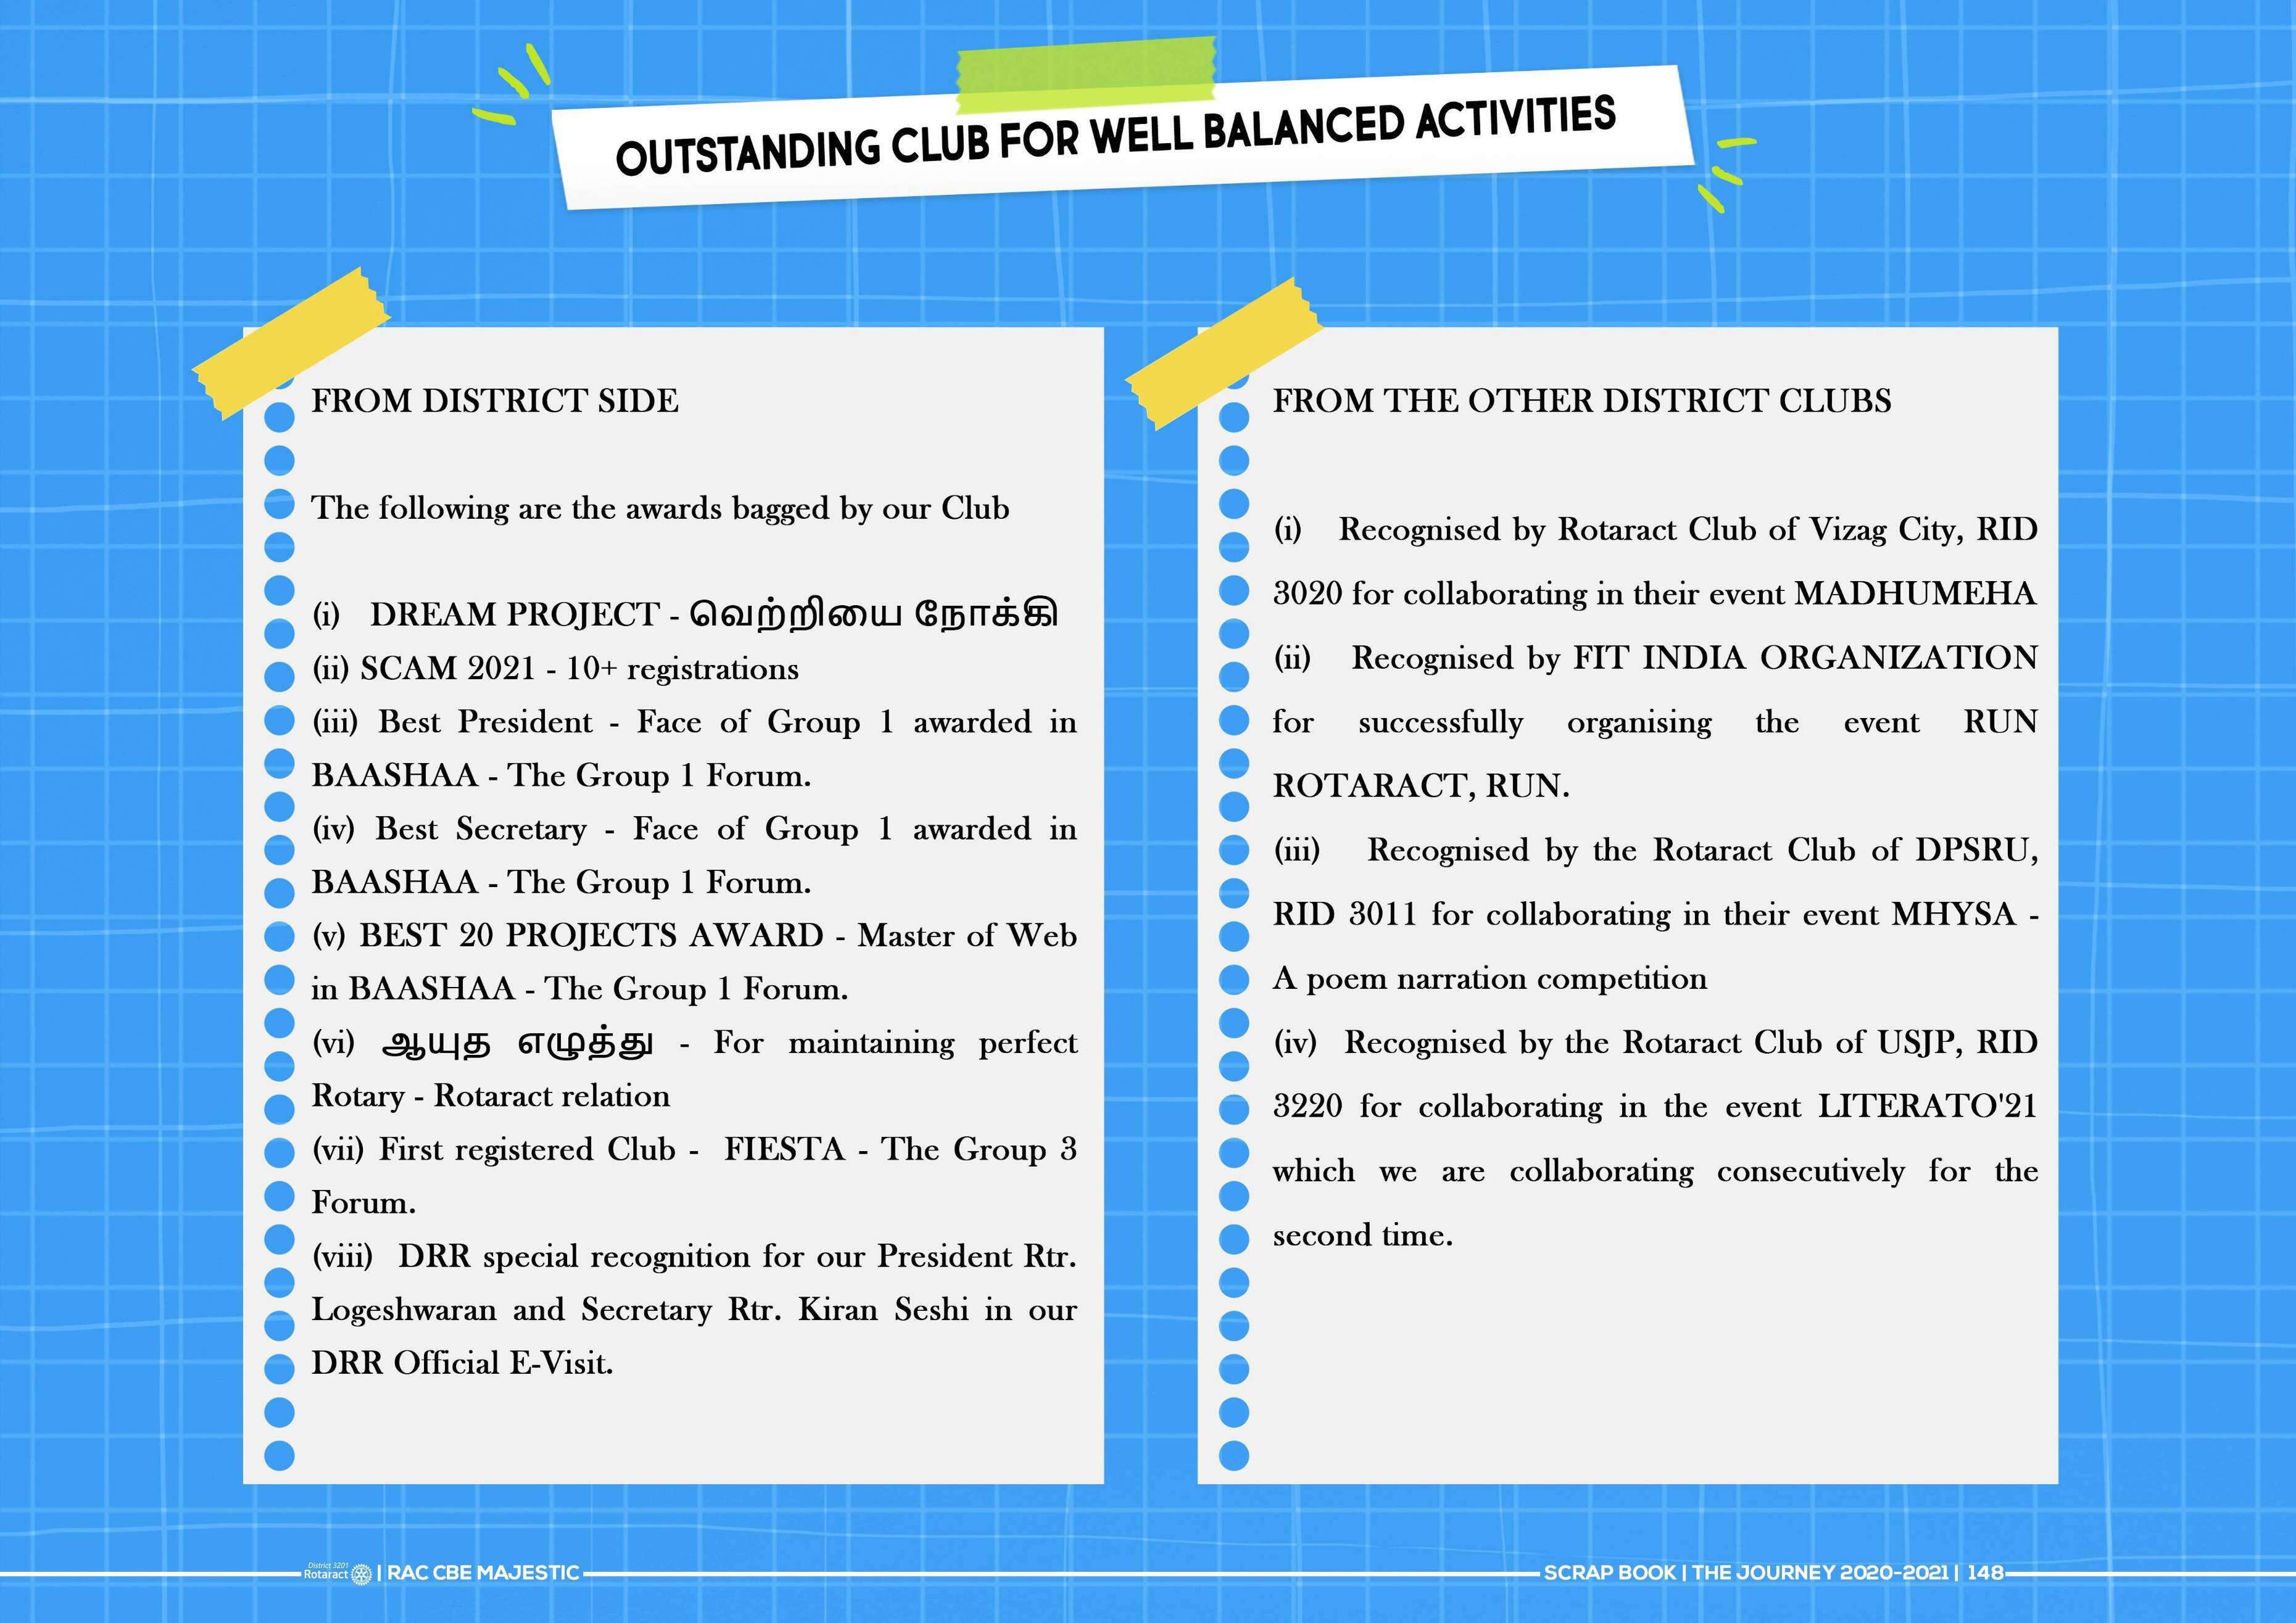 OUTSTANDING CLUB FOR WELL BALANCED ACTIVITIES
FROM DISTRICT SIDE
The following are the awards bagged by our Club
(i) DREAM PROJECT - வெற்றியை நோக்கி
(ii) SCAM 2021 - 10+ registrations
(iii) Best President - Face of Group 1 awarded in
BAASHAA - The Group 1 Forum.
(iv) Best Secretary - Face of Group 1 awarded in
BAASHAA - The Group 1 Forum.
(v) BEST 20 PROJECTS AWARD - Master of Web
in BAASHAA - The Group 1 Forum.
(vi) ஆயுத எழுத்து - For maintaining perfect
Rotary - Rotaract relation
(vii) First registered Club - FIESTA - The Group 3
Forum.
(viii) DRR special recognition for our President Rtr.
Logeshwaran and Secretary Rtr. Kiran Seshi in our
DRR Official E-Visit.
FROM THE OTHER DISTRICT CLUBS
(i) Recognised by Rotaract Club of Vizag City, RID
3020 for collaborating in their event MADHUMEHA
(ii) Recognised by FIT INDIA ORGANIZATION
for successfully organising the event RUN
ROTARACT, RUN.
(iii) Recognised by the Rotaract Club of DPSRU,
RID 3011 for collaborating in their event MHYSA -
A poem narration competition
(iv) Recognised by the Rotaract Club of USJP, RID
3220 for collaborating in the event LITERATO'21
which we are collaborating consecutively for the
second time.
District 3201
Rotaract | RAC CBE MAJESTIC
SCRAP BOOK | THE JOURNEY 2020-2021 | 148